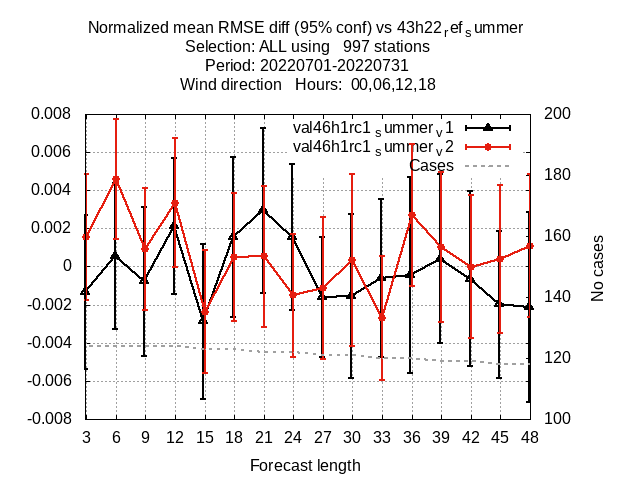 Normalized mean RMSE diff (95% conf) vs 43h22refsummer
Selection: ALL using 997 stations
Period: 20220701-20220731
Wind direction Hours: 00,06,12,18
val46h1rc1summerv1
val46h1rc1summerv2
Cases
0.008
0.006
0.004
0.002
0
-0.002
-0.004
-0.006
-0.008
200
180
160
140
120
100
No cases
3 6 9 12 15 18 21 24 27 30 33 36 39 42 45 48
Forecast length